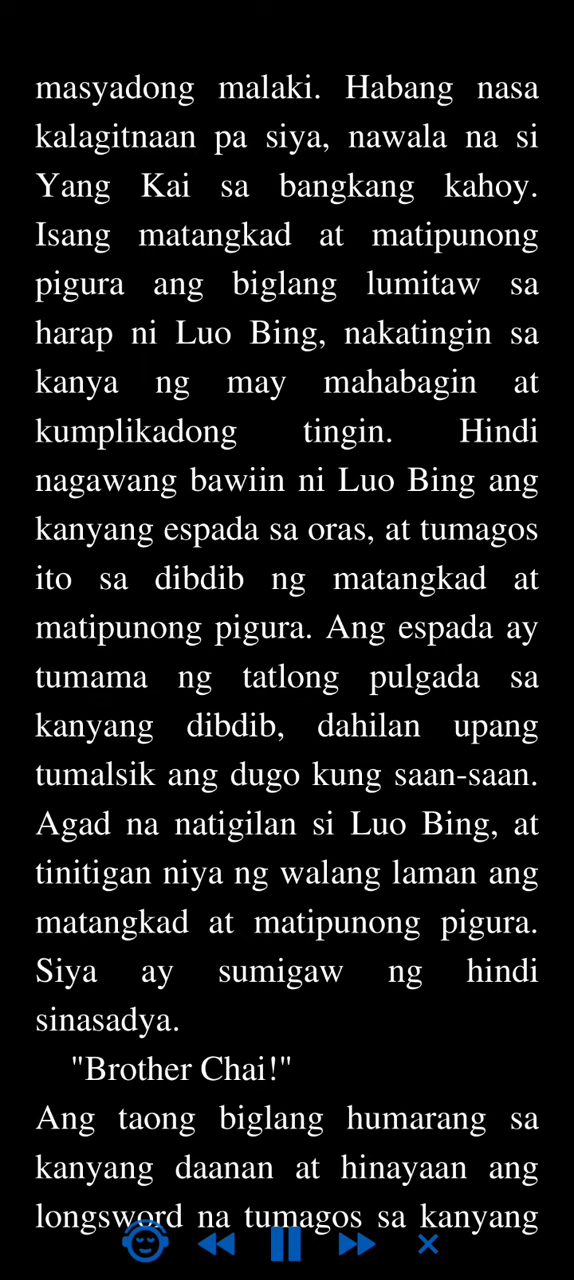 masyadong malaki. Habang nasa
kalagitnaan pa siya, nawala na si
Yang Kai sa bangkang kahoy.
Isang matangkad at matipunong
pigura ang biglang lumitaw sa
harap ni Luo Bing, nakatingin sa
kanya ng may mahabagin at
kumplikadong tingin. Hindi
nagawang bawiin ni Luo Bing ang
kanyang espada sa oras, at tumagos
ito sa dibdib ng matangkad at
matipunong pigura. Ang espada ay
tumama ng tatlong pulgada sa
kanyang dibdib, dahilan upang
tumalsik ang dugo kung saan-saan.
Agad na natigilan si Luo Bing, at
tinitigan niya ng walang laman ang
matangkad at matipunong pigura.
Siya ay sumigaw ng hindi
sinasadya.
"Brother Chai!"
Ang taong biglang humarang sa
kanyang daanan at hinayaan ang
longsword na tumagos sa kanyang